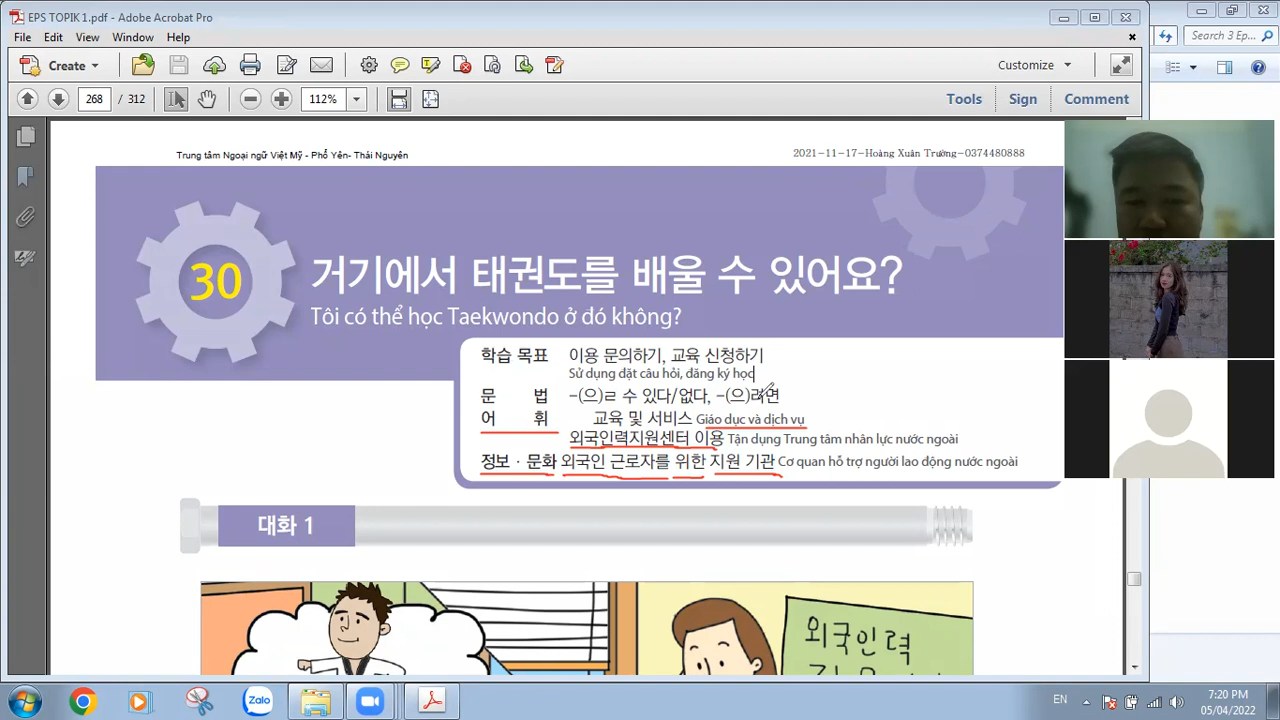 EPS TOPIK 1.pdf - Adobe Acrobat Pro
File Edit View Window Help
Search 3 Ep...
Create
Customize
268 / 312
112%
Tools Sign Comment
Trung tâm Ngoại ngữ Việt Mỹ - Phổ Yên- Thái Nguyên
2021-11-17-Hoàng Xuân Trường-0374480888
30 거기에서 태권도를 배울 수 있어요?
Tôi có thể học Taekwondo ở đó không?
학습 목표 이용 문의하기, 교육 신청하기
Sử dụng dặt câu hỏi, đăng ký học
문 법 -(으)ㄹ 수 있다/없다, -(으)려면
어 휘 교육 및 서비스 Giáo dục và dịch vụ
외국인력지원센터 이용 Tận dụng Trung tâm nhân lực nước ngoài
정보 · 문화 외국인 근로자를 위한 지원 기관 Cơ quan hỗ trợ người lao động nước ngoài
대화 1
외국인력
Zalo
EN
7:20 PM
05/04/2022